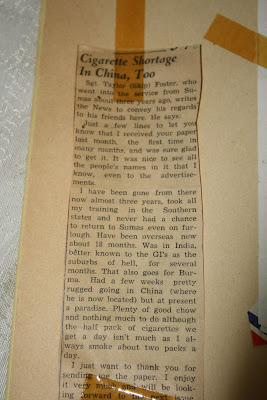 Cigarette Shortage
In China, Too
Sgt. Taylor (Skip) Foster, who
went into the service from Su-
mas about three years ago, writes
the News to convey his regards
to his friends here. He says:
Just a few lines to let you
know that I received your paper
last month, the first time in
many months, and was sure glad
to get it. It was nice to see all
the people's names in it that I
know, even to the advertise-
ments.
I have been gone from there
now almost three years, took all
my training in the Southern
states and never had a chance
to return to Sumas even on fur-
lough. Have been overseas now
about 18 months. Was in India,
better known to the GI's as the
suburbs of hell, for several
months. That also goes for Bur-
ma. Had a few weeks pretty
rugged going in China (where
he is now located) but at present
a paradise. Plenty of good chow
and nothing much to do although
the half pack of cigarettes we
get a day isn't much as I al-
ways smoke about two packs a
day.
I just want to thank you for
sending me the paper. I enjoy
it very much and will be look-
ing forward to the next issue